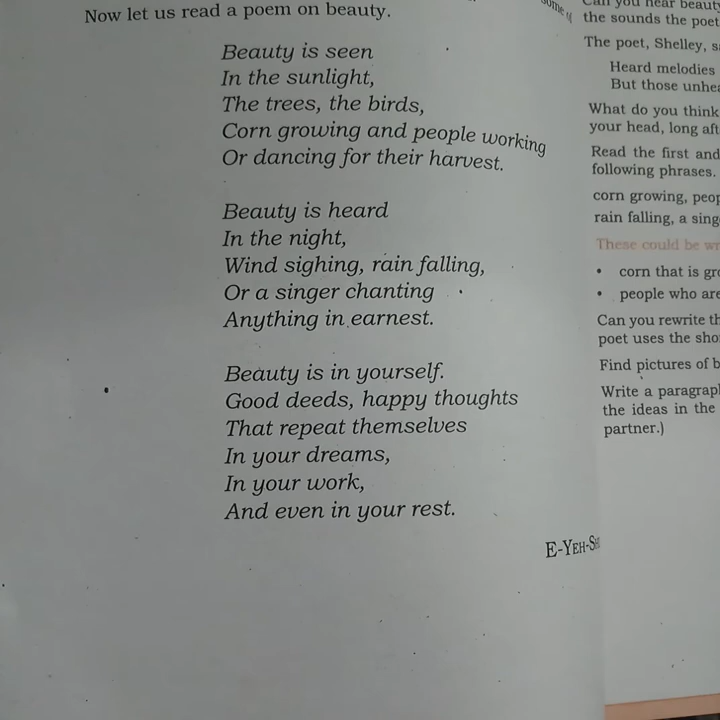 Now let us read a poem on beauty.
Beauty is seen
In the sunlight,
The trees, the birds,
Corn growing and people working
Or dancing for their harvest.
Beauty is heard
In the night,
Wind sighing, rain falling,
Or a singer chanting
Anything in earnest.
Beauty is in yourself.
Good deeds, happy thoughts
That repeat themselves
In your dreams,
In your work,
And even in your rest.
E-YEH-
some
Can you hear beauty
the sounds the poet
The poet, Shelley,
Heard melodies
But those
What do you think
your head, long
Read the first and
following phrases.
corn growing,
rain falling, a
These could be
• corn that is
• people who are
Can you rewrite
poet uses the
Find pictures of
Write a
the ideas in the
partner.)